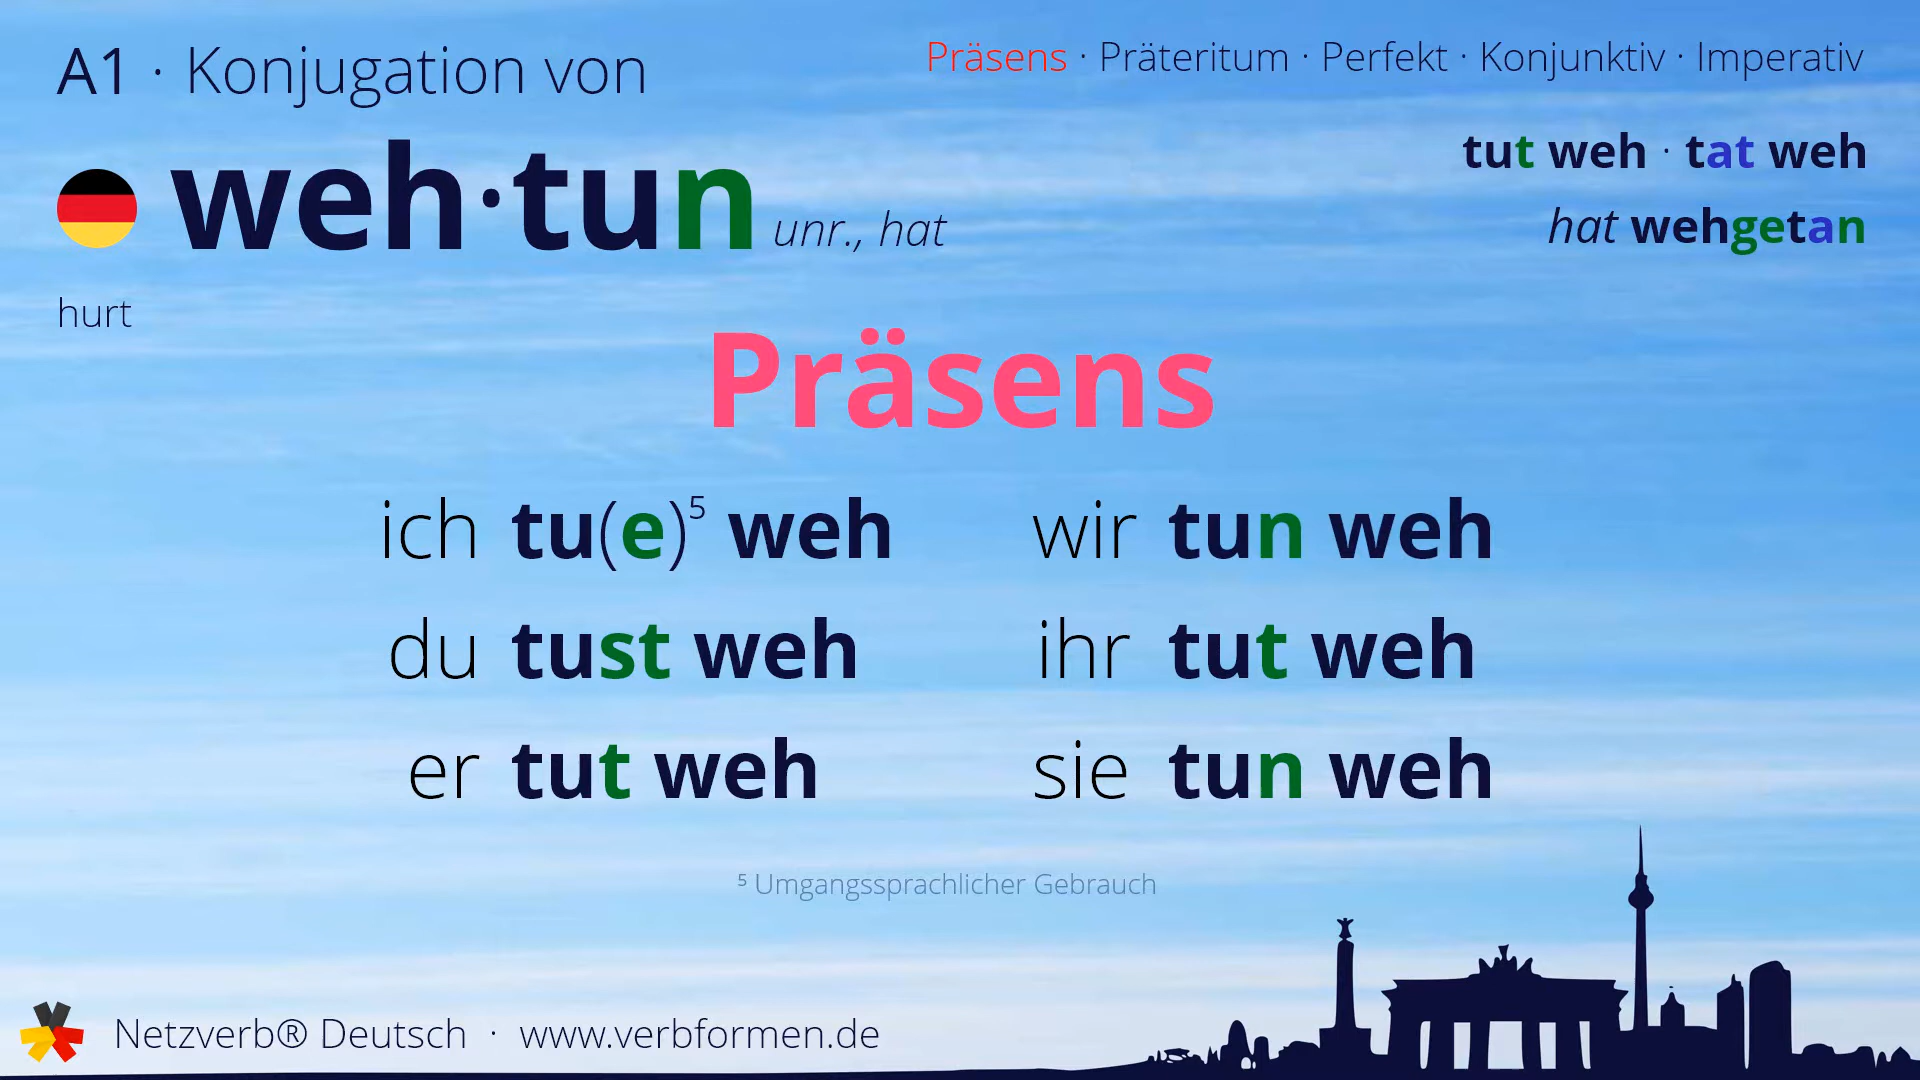 A1 · Konjugation von
Präsens · Präteritum · Perfekt · Konjunktiv · Imperativ
weh·tun unr., hat
tut weh · tat weh
hat wehgetan
hurt
Präsens
ich tu(e)⁵ weh
wir tun weh
du tust weh
ihr tut weh
er tut weh
sie tun weh
⁵ Umgangssprachlicher Gebrauch
Netzverb® Deutsch · www.verbformen.de